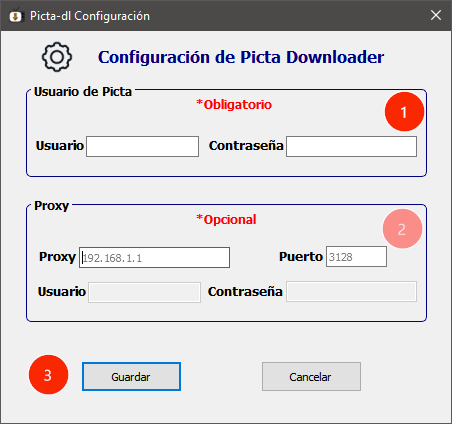 Picta-dl Configuración
Configuración de Picta Downloader
Usuario de Picta
*Obligatorio
1
Usuario Contraseña
Proxy
*Opcional
2
Proxy 192.168.1.1 Puerto 3128
Usuario Contraseña
3 Guardar Cancelar